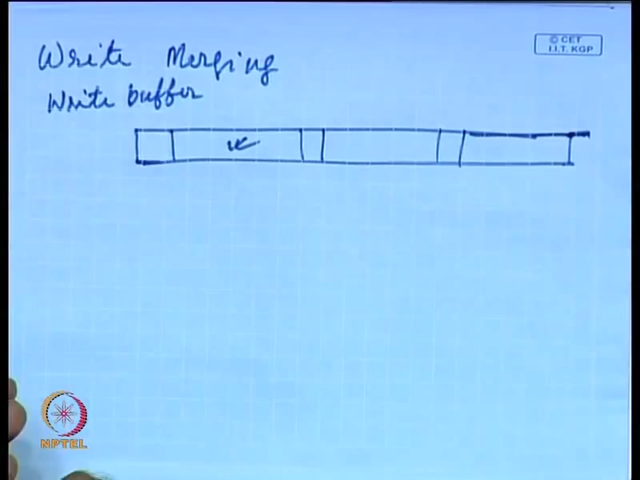 © CET
I.I.T. KGP
Write Merging
Write buffer
NPTEL